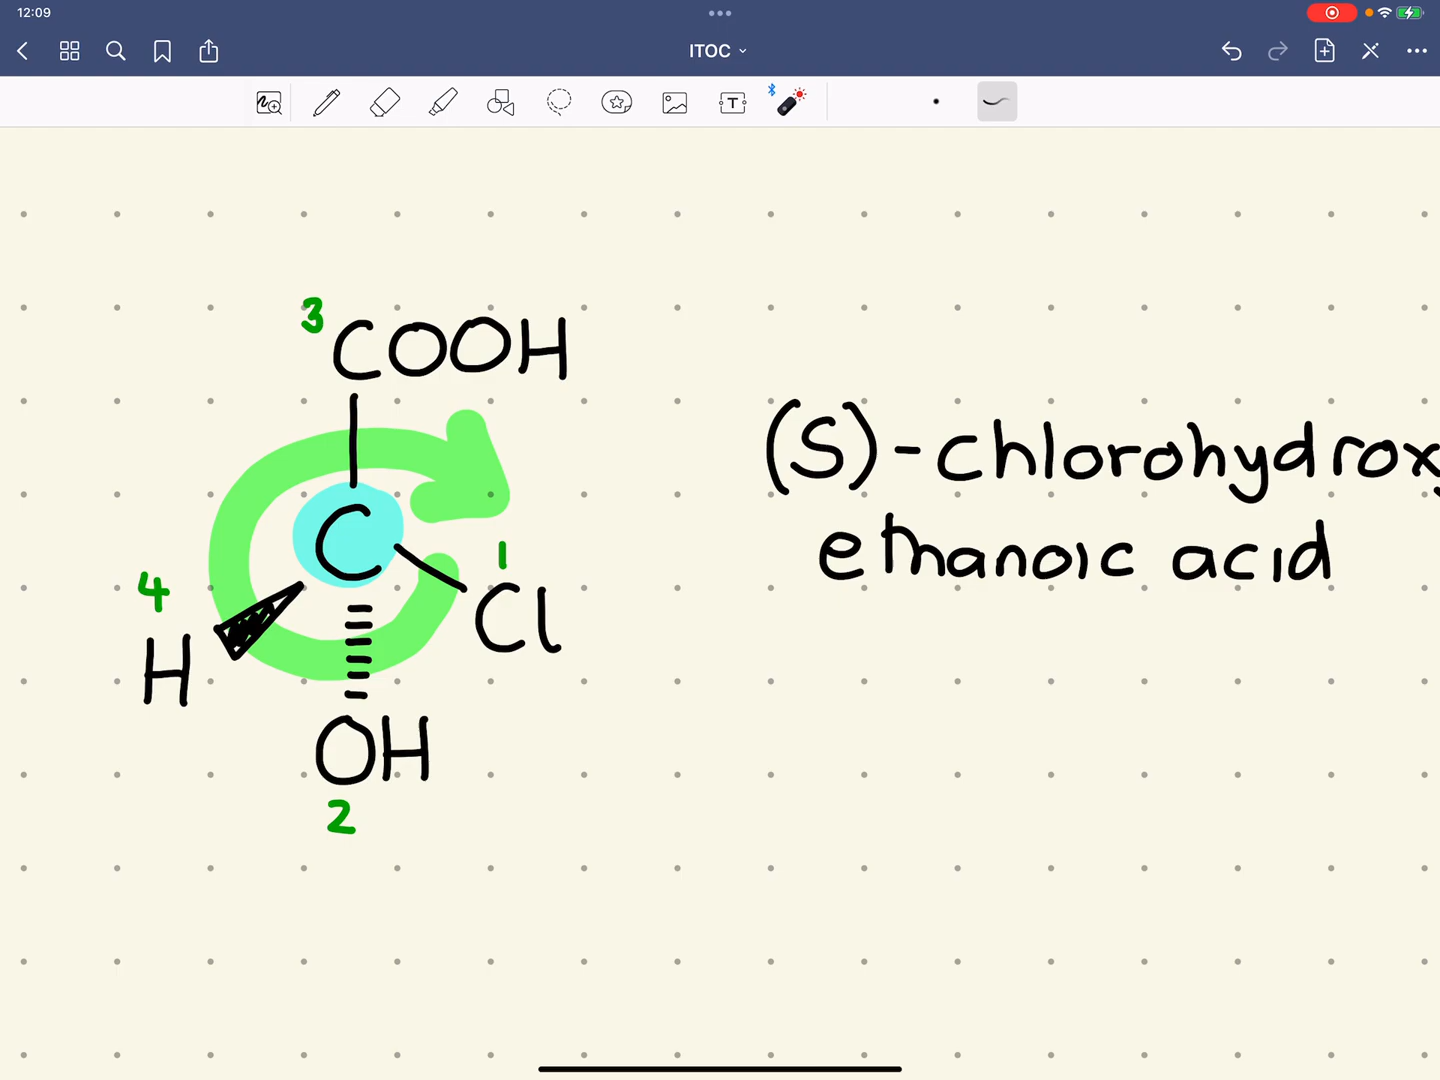 12:09
ITOC
T
3
COOH
C
1
4
Cl
H
OH
2
(S)-chlorohydrox
ethanoic acid